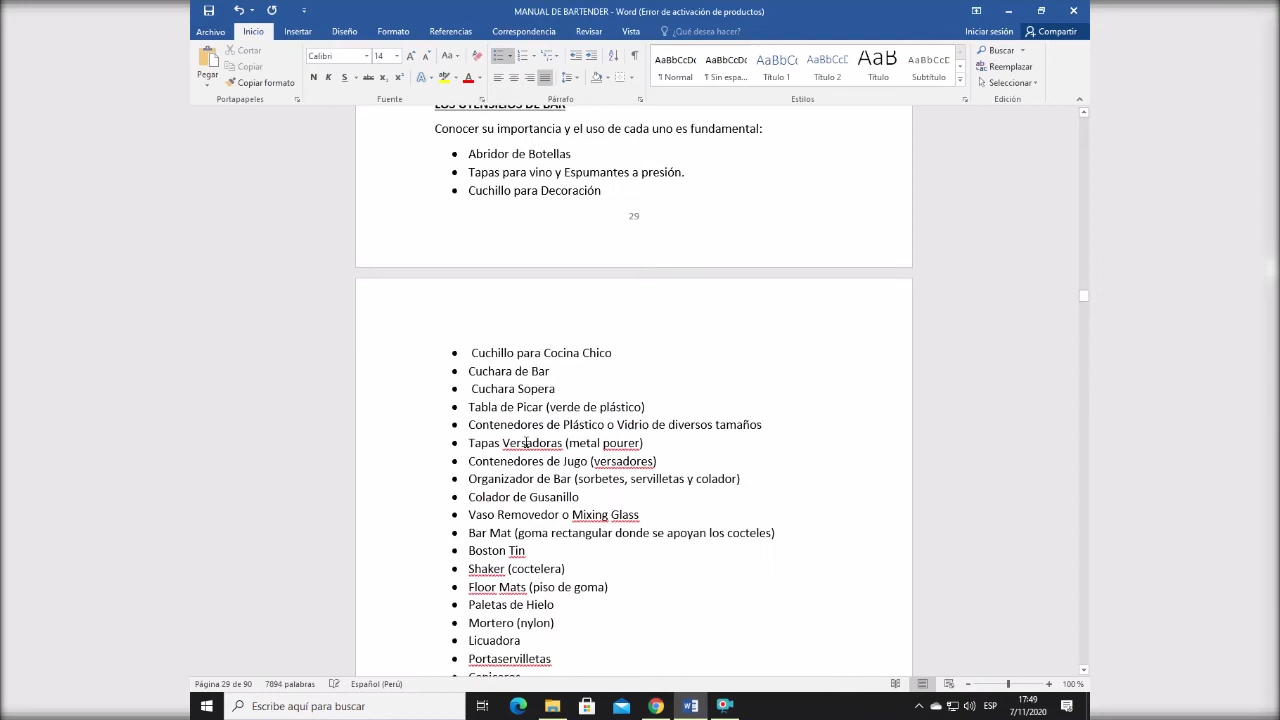 MANUAL DE BARTENDER - Word (Error de activación de productos)
Archivo Inicio Insertar Diseño Formato Referencias Correspondencia Revisar Vista ¿Qué desea hacer? Iniciar sesión Compartir
Pegar
Cortar
Copiar
Copiar formato
Portapapeles
Calibri 14
Fuente
Párrafo
AaBbCcDc AaBbCcDc AaBbCc AaBbCcD AaB AaBbCcD
¶ Normal ¶ Sin espa... Título 1 Título 2 Título Subtítulo
Estilos
Buscar
Reemplazar
Seleccionar
Edición
LOS UTENSILIOS DE BAR
Conocer su importancia y el uso de cada uno es fundamental:
• Abridor de Botellas
• Tapas para vino y Espumantes a presión.
• Cuchillo para Decoración
29
• Cuchillo para Cocina Chico
• Cuchara de Bar
• Cuchara Sopera
• Tabla de Picar (verde de plástico)
• Contenedores de Plástico o Vidrio de diversos tamaños
• Tapas Versadoras (metal pourer)
• Contenedores de Jugo (versadores)
• Organizador de Bar (sorbetes, servilletas y colador)
• Colador de Gusanillo
• Vaso Removedor o Mixing Glass
• Bar Mat (goma rectangular donde se apoyan los cocteles)
• Boston Tin
• Shaker (coctelera)
• Floor Mats (piso de goma)
• Paletas de Hielo
• Mortero (nylon)
• Licuadora
• Portaservilletas
Página 29 de 90 7894 palabras Español (Perú) 100 %
Escribe aquí para buscar
ESP
17:49
7/11/2020